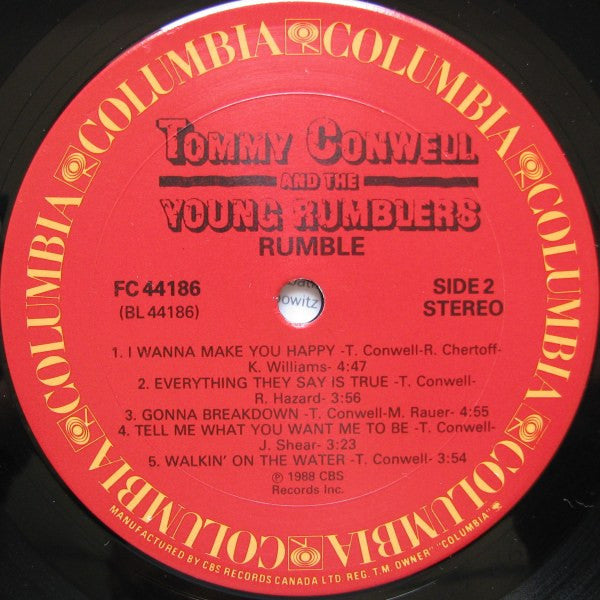 COLUMBIA COLUMBIA COLUMBIA COLUMBIA COLUMBIA COLUMBIA
TOMMY CONWELL
AND THE
YOUNG RUMBLERS
RUMBLE
FC 44186
(BL 44186)
SIDE 2
STEREO
owitz
1. I WANNA MAKE YOU HAPPY -T. Conwell-R. Chertoff-
K. Williams- 4:47
2. EVERYTHING THEY SAY IS TRUE -T. Conwell-
R. Hazard- 3:56
3. GONNA BREAKDOWN -T. Conwell-M. Rauer- 4:55
4. TELL ME WHAT YOU WANT ME TO BE -T. Conwell-
J. Shear- 3:23
5. WALKIN' ON THE WATER -T. Conwell- 3:54
℗ 1988 CBS
Records Inc.
MANUFACTURED BY CBS RECORDS CANADA LTD REG. T.M. OWNER "COLUMBIA"